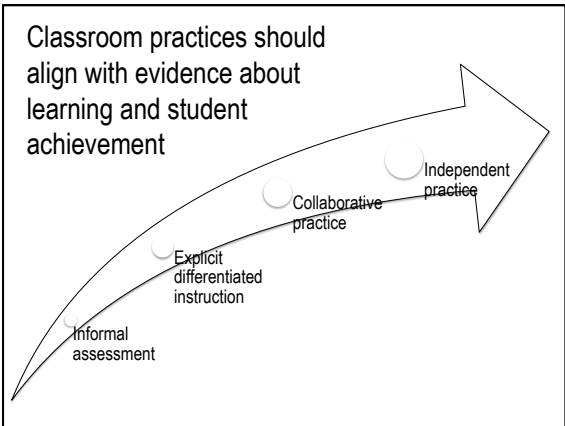 Classroom practices should
align with evidence about
learning and student
achievement
Independent
practice
Collaborative
practice
Explicit
differentiated
instruction
Informal
assessment